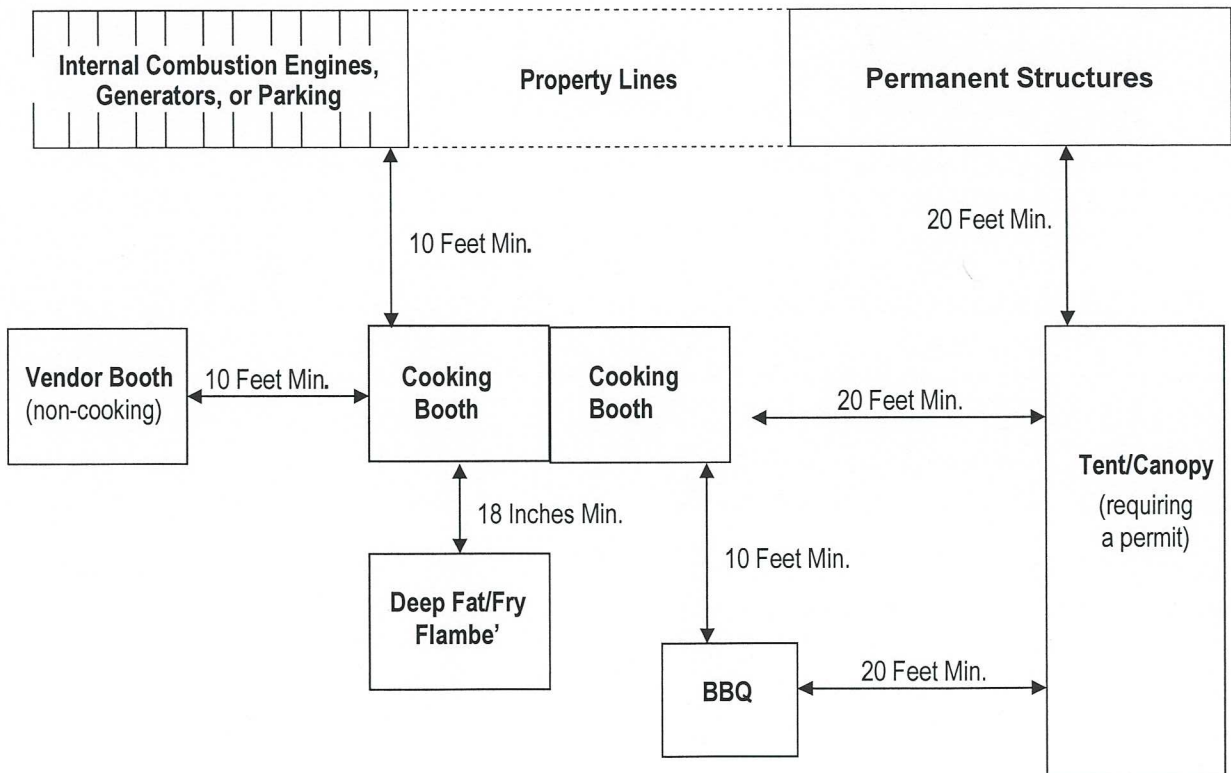 Internal Combustion Engines,
Generators, or Parking
Property Lines
Permanent Structures
10 Feet Min.
20 Feet Min.
Vendor Booth
(non-cooking)
10 Feet Min.
Cooking
Booth
Cooking
Booth
20 Feet Min.
Tent/Canopy
(requiring
a permit)
18 Inches Min.
10 Feet Min.
Deep Fat/Fry
Flambe’
BBQ
20 Feet Min.